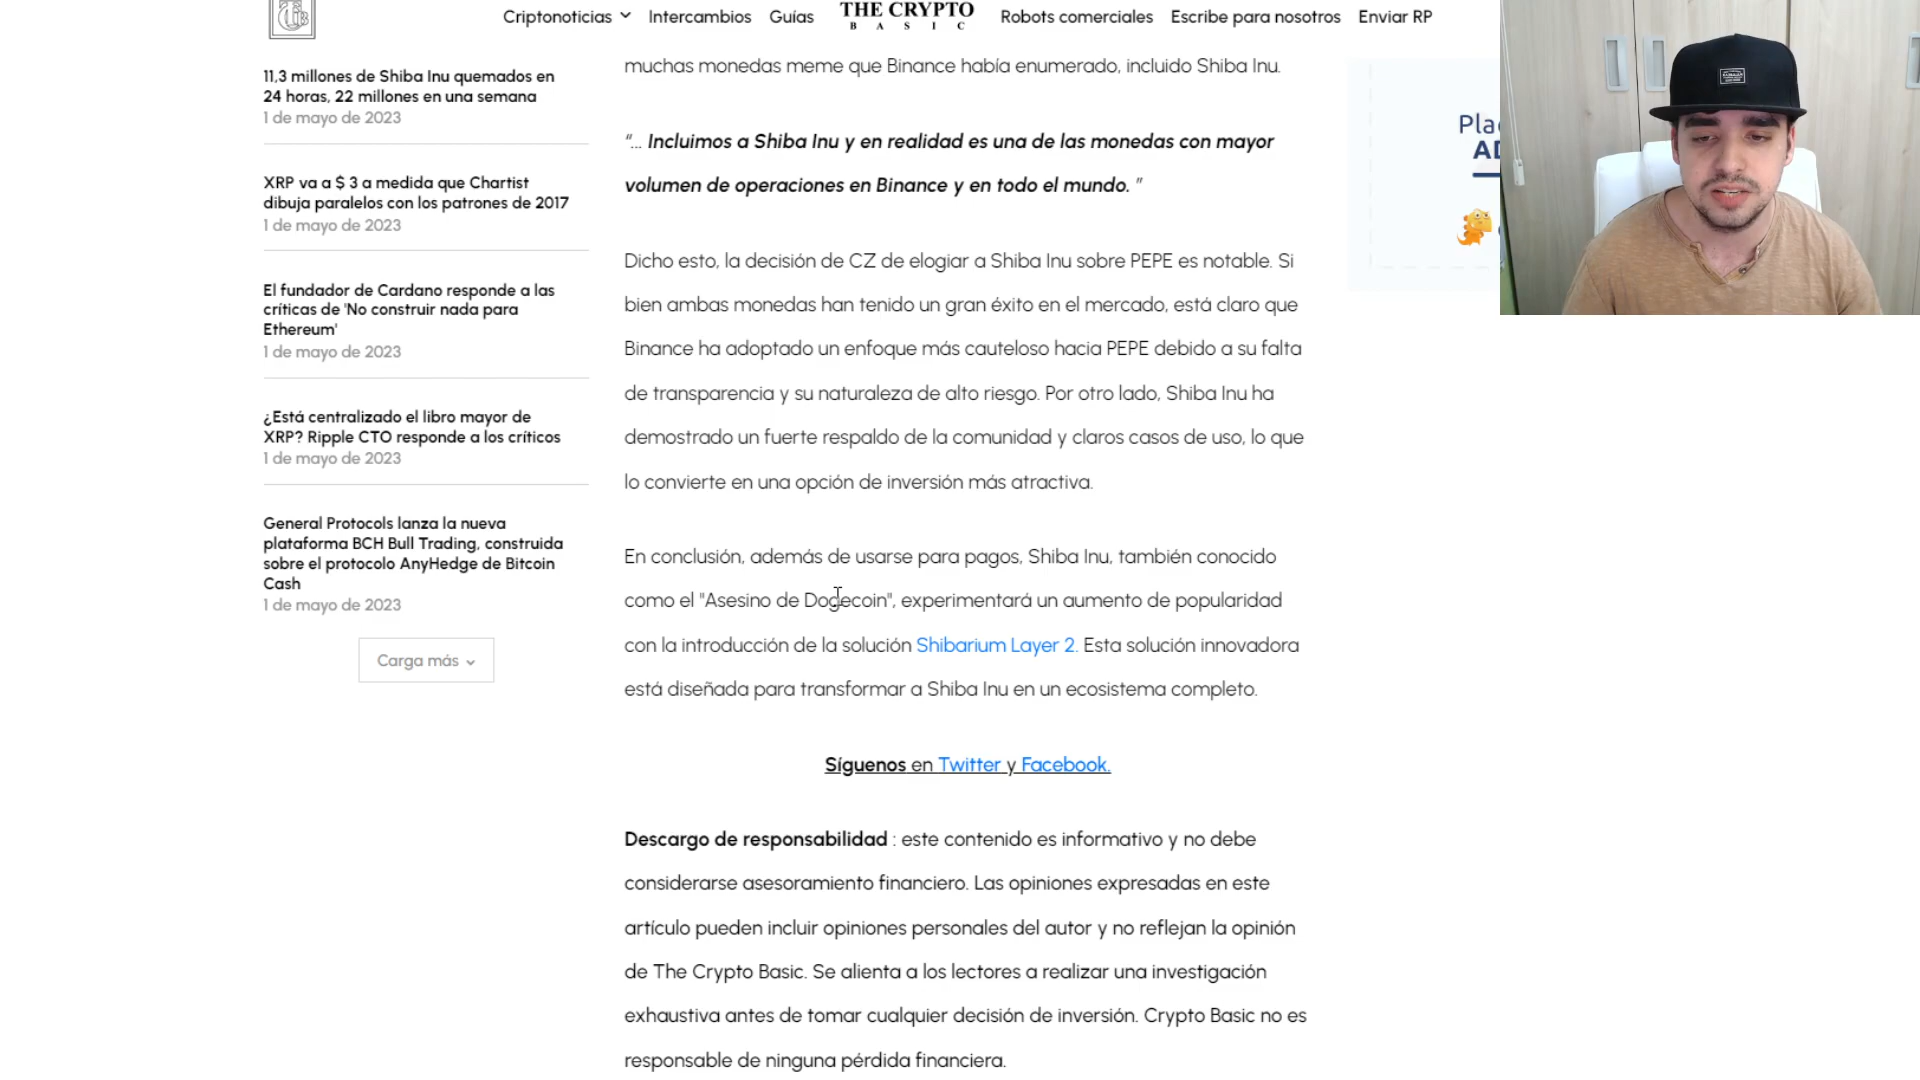 Criptonoticias
Intercambios
Guías
THE CRYPTO
BASIC
Robots comerciales
Escribe para nosotros
Enviar RP
11,3 millones de Shiba Inu quemados en
24 horas, 22 millones en una semana
1 de mayo de 2023
XRP va a $ 3 a medida que Chartist
dibuja paralelos con los patrones de 2017
1 de mayo de 2023
El fundador de Cardano responde a las
críticas de 'No construir nada para
Ethereum'
1 de mayo de 2023
¿Está centralizado el libro mayor de
XRP? Ripple CTO responde a los críticos
1 de mayo de 2023
General Protocols lanza la nueva
plataforma BCH Bull Trading, construida
sobre el protocolo AnyHedge de Bitcoin
Cash
1 de mayo de 2023
Carga más
muchas monedas meme que Binance había enumerado, incluido Shiba Inu.
"... Incluimos a Shiba Inu y en realidad es una de las monedas con mayor
volumen de operaciones en Binance y en todo el mundo. "
Dicho esto, la decisión de CZ de elogiar a Shiba Inu sobre PEPE es notable. Si
bien ambas monedas han tenido un gran éxito en el mercado, está claro que
Binance ha adoptado un enfoque más cauteloso hacia PEPE debido a su falta
de transparencia y su naturaleza de alto riesgo. Por otro lado, Shiba Inu ha
demostrado un fuerte respaldo de la comunidad y claros casos de uso, lo que
lo convierte en una opción de inversión más atractiva.
En conclusión, además de usarse para pagos, Shiba Inu, también conocido
como el "Asesino de Dogecoin", experimentará un aumento de popularidad
con la introducción de la solución Shibarium Layer 2. Esta solución innovadora
está diseñada para transformar a Shiba Inu en un ecosistema completo.
Síguenos en Twitter y Facebook.
Descargo de responsabilidad : este contenido es informativo y no debe
considerarse asesoramiento financiero. Las opiniones expresadas en este
artículo pueden incluir opiniones personales del autor y no reflejan la opinión
de The Crypto Basic. Se alienta a los lectores a realizar una investigación
exhaustiva antes de tomar cualquier decisión de inversión. Crypto Basic no es
responsable de ninguna pérdida financiera.